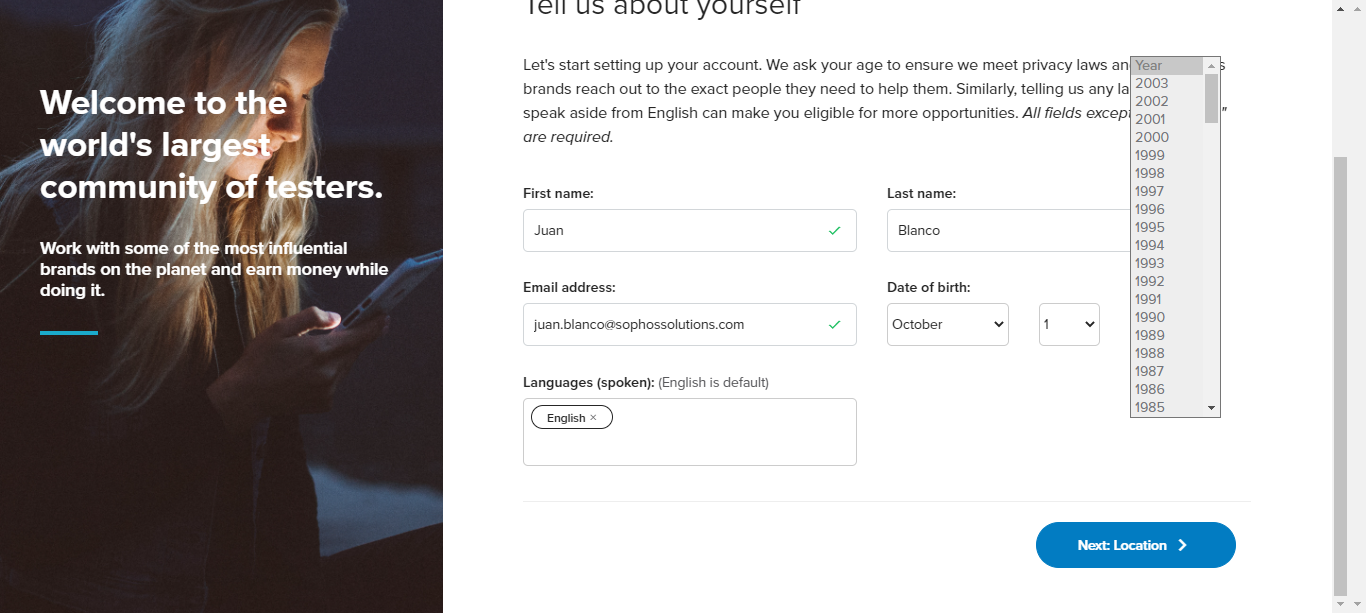 Welcome to the
world's largest
community of testers.
Work with some of the most influential
brands on the planet and earn money while
doing it.
Tell us about yourself
Let's start setting up your account. We ask your age to ensure we meet privacy laws
brands reach out to the exact people they need to help them. Similarly, telling us any
speak aside from English can make you eligible for more opportunities. All fields except
are required.
First name:
Juan
Last name:
Blanco
Email address:
juan.blanco@sophossolutions.com
Date of birth:
October
1
Year
2003
2002
2001
2000
1999
1998
1997
1996
1995
1994
1993
1992
1991
1990
1989
1988
1987
1986
1985
Languages (spoken): (English is default)
English ×
Next: Location